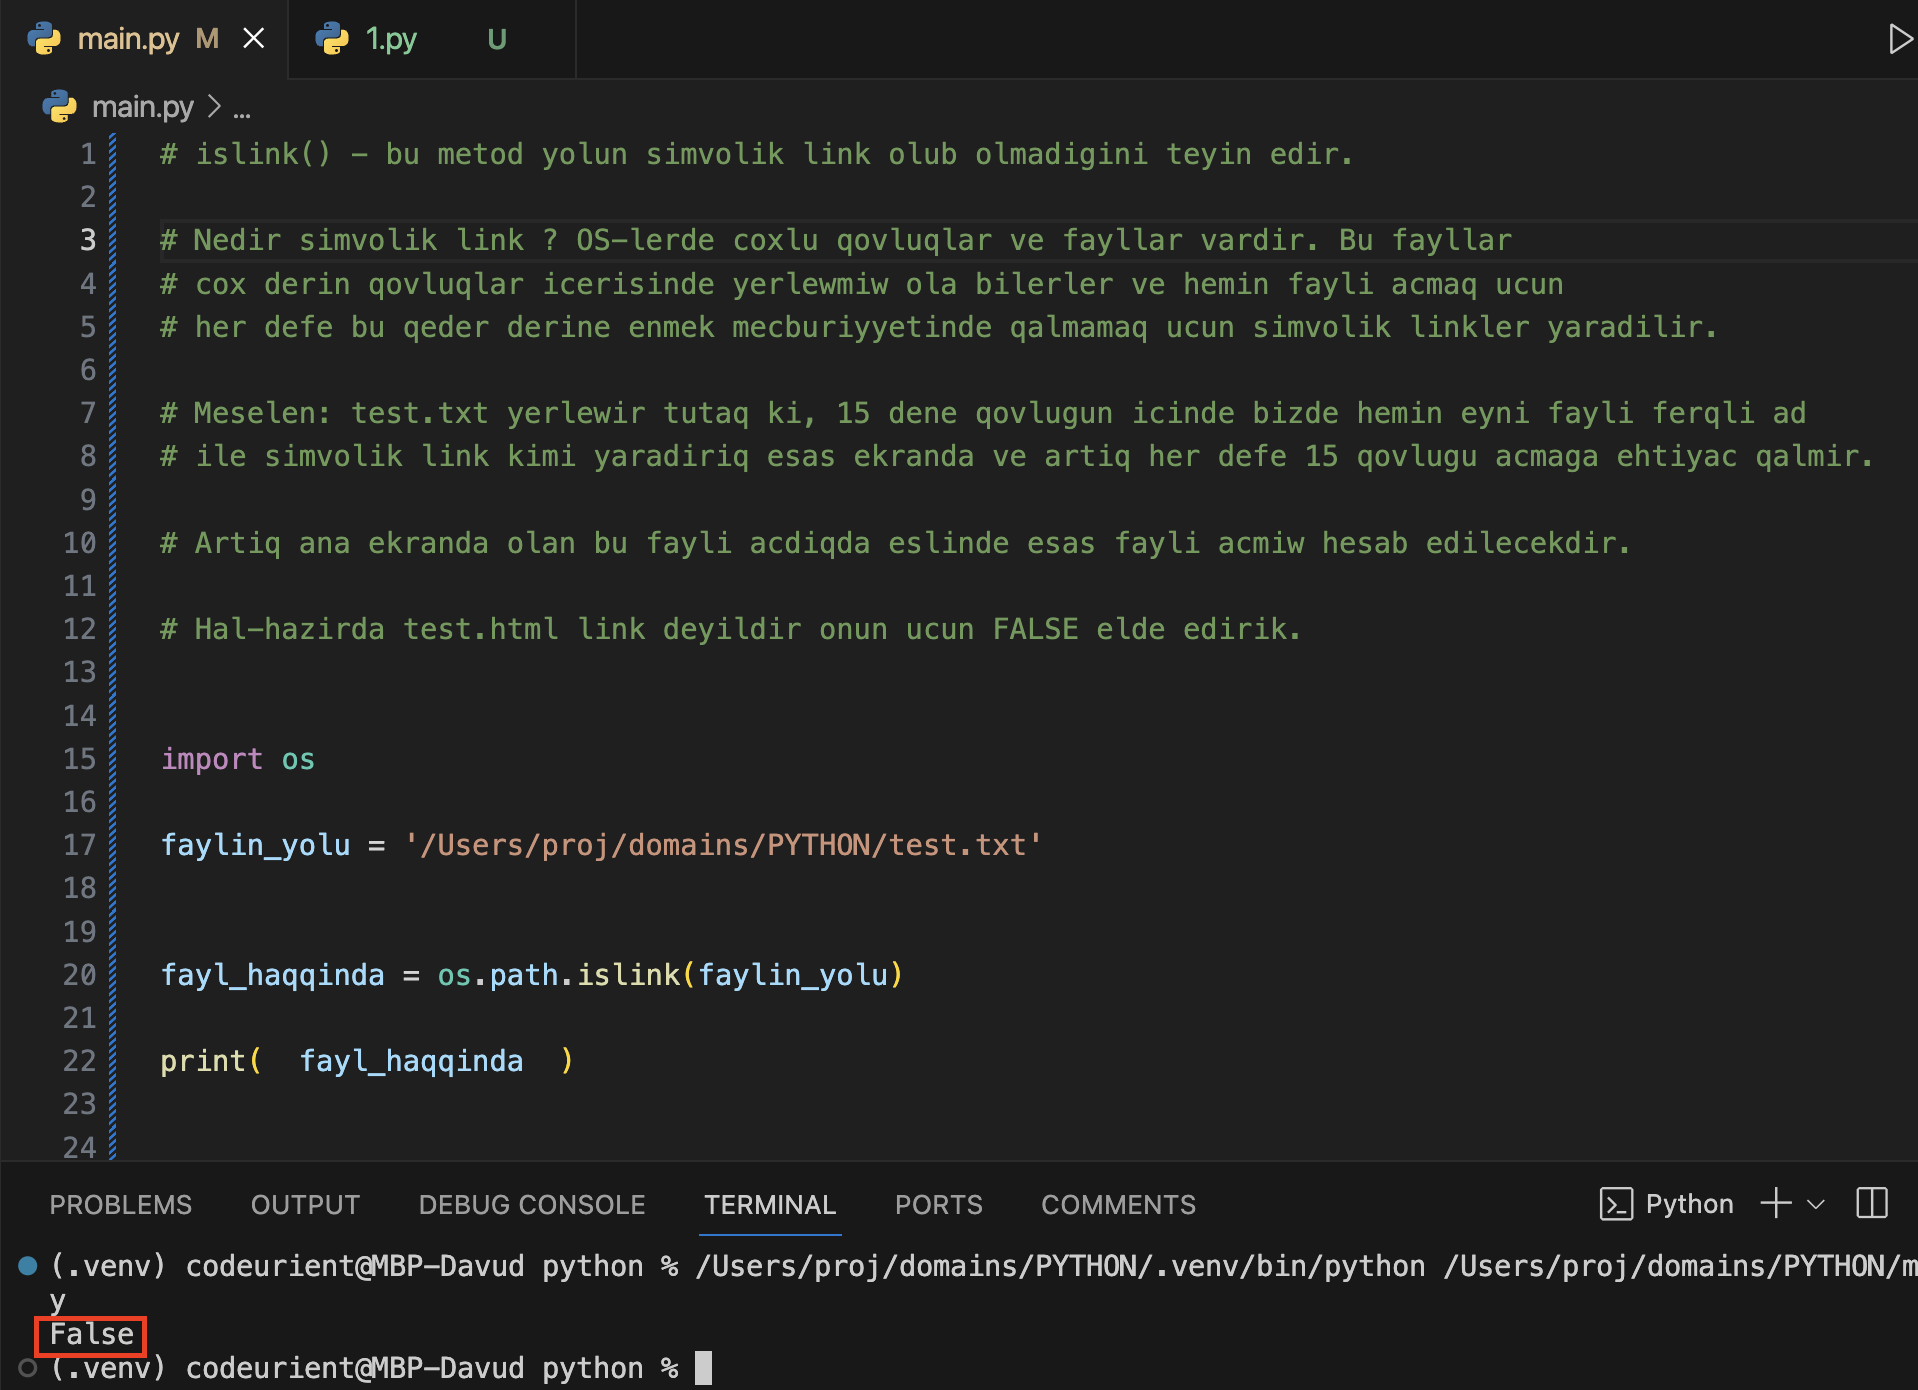 main.py M
1.py U
main.py > ...
1 # islink() - bu metod yolun simvolik link olub olmadigini teyin edir.
2
3 # Nedir simvolik link ? OS-lerde coxlu qovluqlar ve fayllar vardir. Bu fayllar
4 # cox derin qovluqlar icerisinde yerlewmiw ola bilerler ve hemin fayli acmaq ucun
5 # her defe bu qeder derine enmek mecburiyyetinde qalmamaq ucun simvolik linkler yaradilir.
6
7 # Meselen: test.txt yerlewir tutaq ki, 15 dene qovlugun icinde bizde hemin eyni fayli ferqli ad
8 # ile simvolik link kimi yaradiriq esas ekranda ve artiq her defe 15 qovlugu acmaga ehtiyac qalmir.
9
10 # Artiq ana ekranda olan bu fayli acdiqda eslinde esas fayli acmiw hesab edilecekdir.
11
12 # Hal-hazirda test.html link deyildir onun ucun FALSE elde edirik.
13
14
15 import os
16
17 faylin_yolu = '/Users/proj/domains/PYTHON/test.txt'
18
19
20 fayl_haqqinda = os.path.islink(faylin_yolu)
21
22 print(  fayl_haqqinda  )
23
24
PROBLEMS OUTPUT DEBUG CONSOLE TERMINAL PORTS COMMENTS Python
(.venv) codeurient@MBP-Davud python % /Users/proj/domains/PYTHON/.venv/bin/python /Users/proj/domains/PYTHON/m
y
False
(.venv) codeurient@MBP-Davud python %